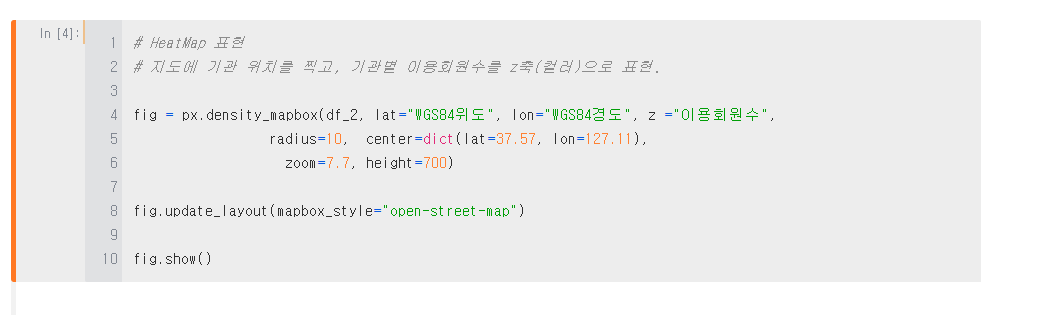 In [4]:
1 # HeatMap 표현
2 # 지도에 기관 위치를 찍고, 기관별 이용회원수를 z축(컬러)으로 표현.
3
4 fig = px.density_mapbox(df_2, lat="WGS84위도", lon="WGS84경도", z ="이용회원수",
5 radius=10, center=dict(lat=37.57, lon=127.11),
6 zoom=7.7, height=700)
7
8 fig.update_layout(mapbox_style="open-street-map")
9
10 fig.show()